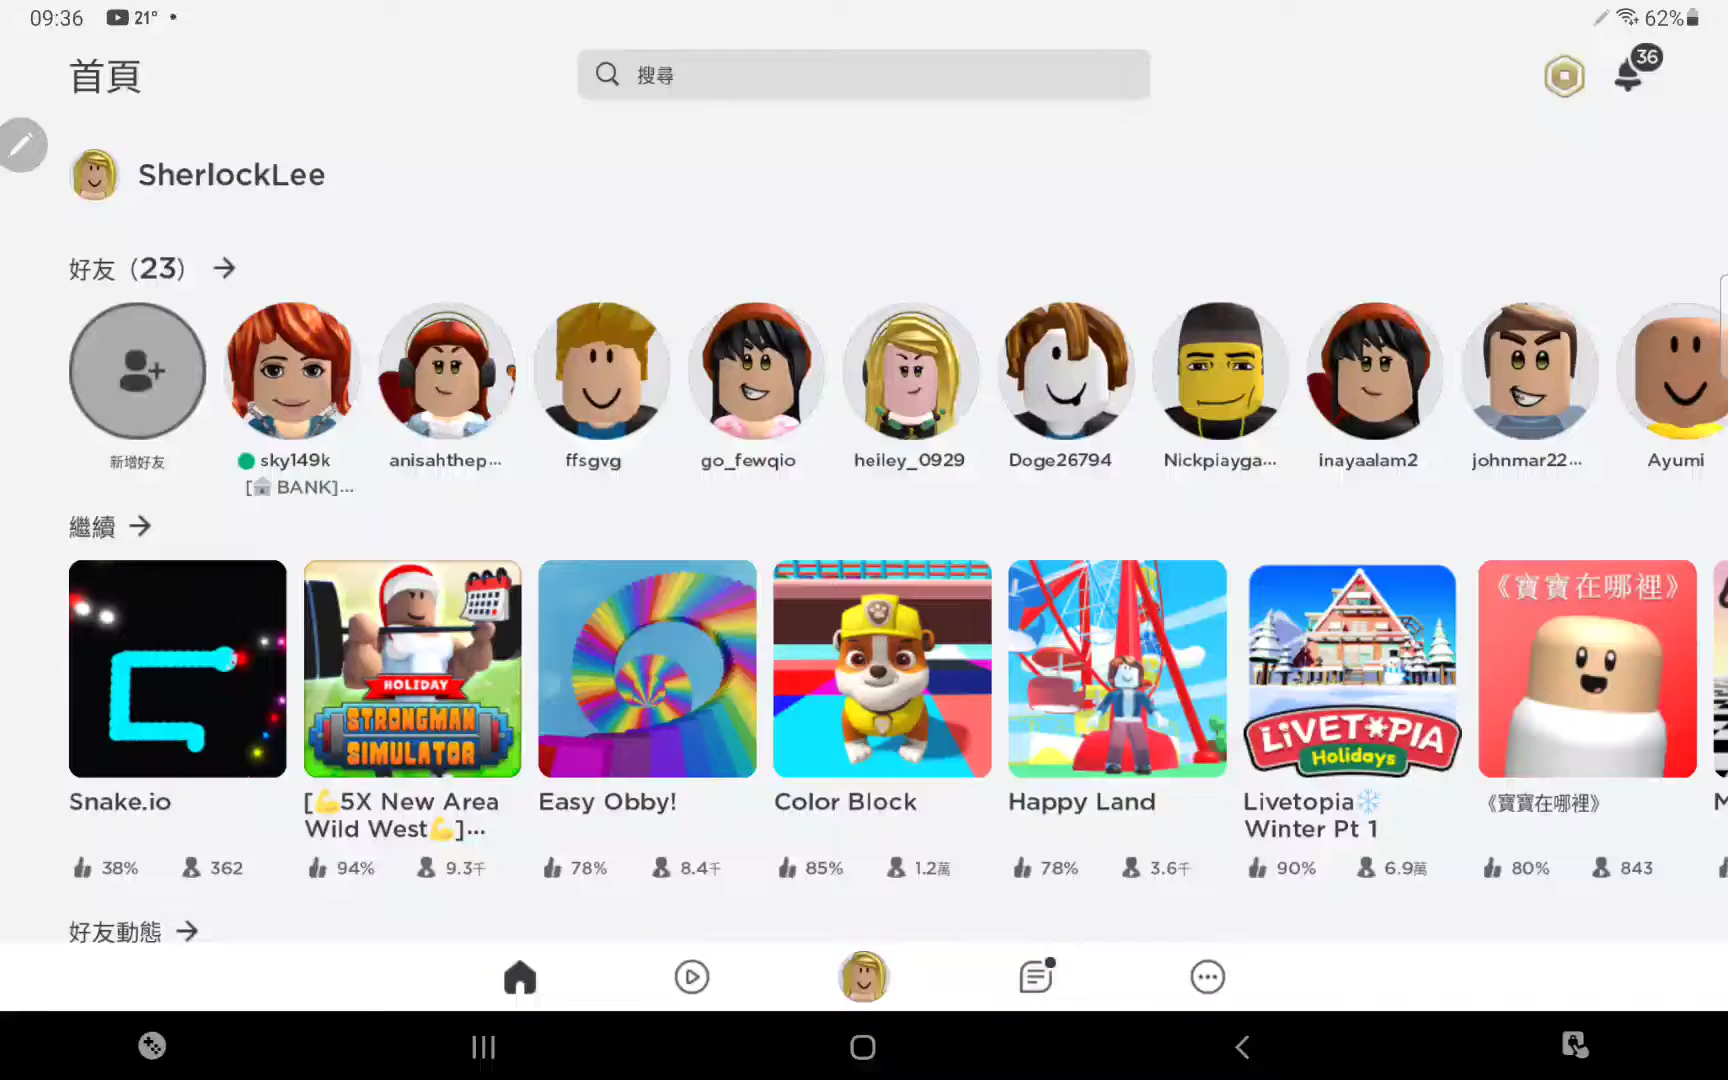 09:36 21° 62%
首頁 搜尋 36
SherlockLee
好友（23）
新增好友 sky149k anisahthep... ffsgvg go_fewqio heiley_0929 Doge26794 Nickpiayga... inayaalam2 johnmar22... Ayumi
[BANK]...
繼續
HOLIDAY
STRONGMAN
SIMULATOR
LIVETOPIA
Holidays
《寶寶在哪裡》
Snake.io
[💪5X New Area
Wild West💪]...
Easy Obby!
Color Block
Happy Land
Livetopia❄️
Winter Pt 1
《寶寶在哪裡》
M
38% 362 94% 9.3千 78% 8.4千 85% 1.2萬 78% 3.6千 90% 6.9萬 80% 843
好友動態